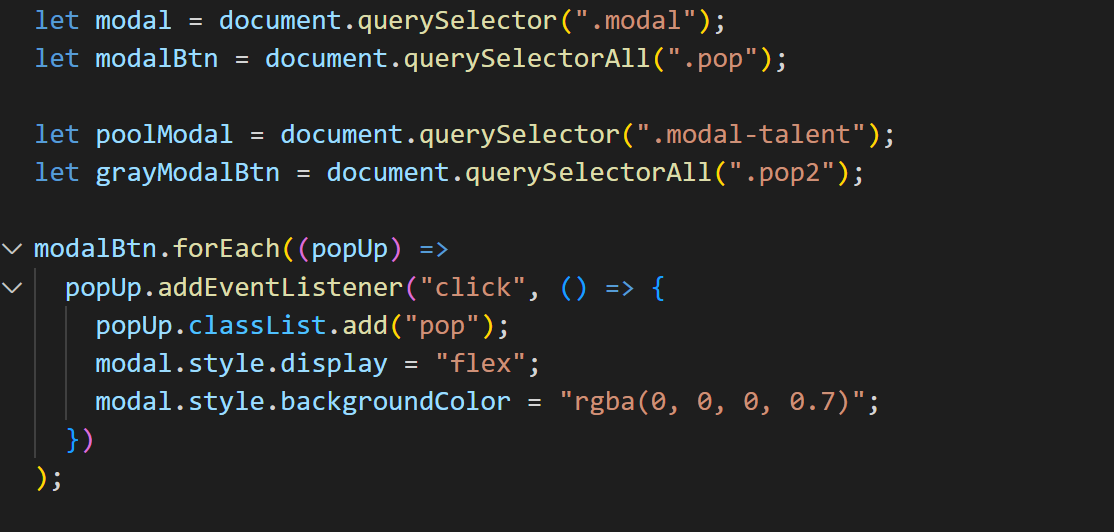 let modal = document.querySelector(".modal");
let modalBtn = document.querySelectorAll(".pop");
let poolModal = document.querySelector(".modal-talent");
let grayModalBtn = document.querySelectorAll(".pop2");
modalBtn.forEach((popUp) =>
popUp.addEventListener("click", () => {
popUp.classList.add("pop");
modal.style.display = "flex";
modal.style.backgroundColor = "rgba(0, 0, 0, 0.7)";
})
);